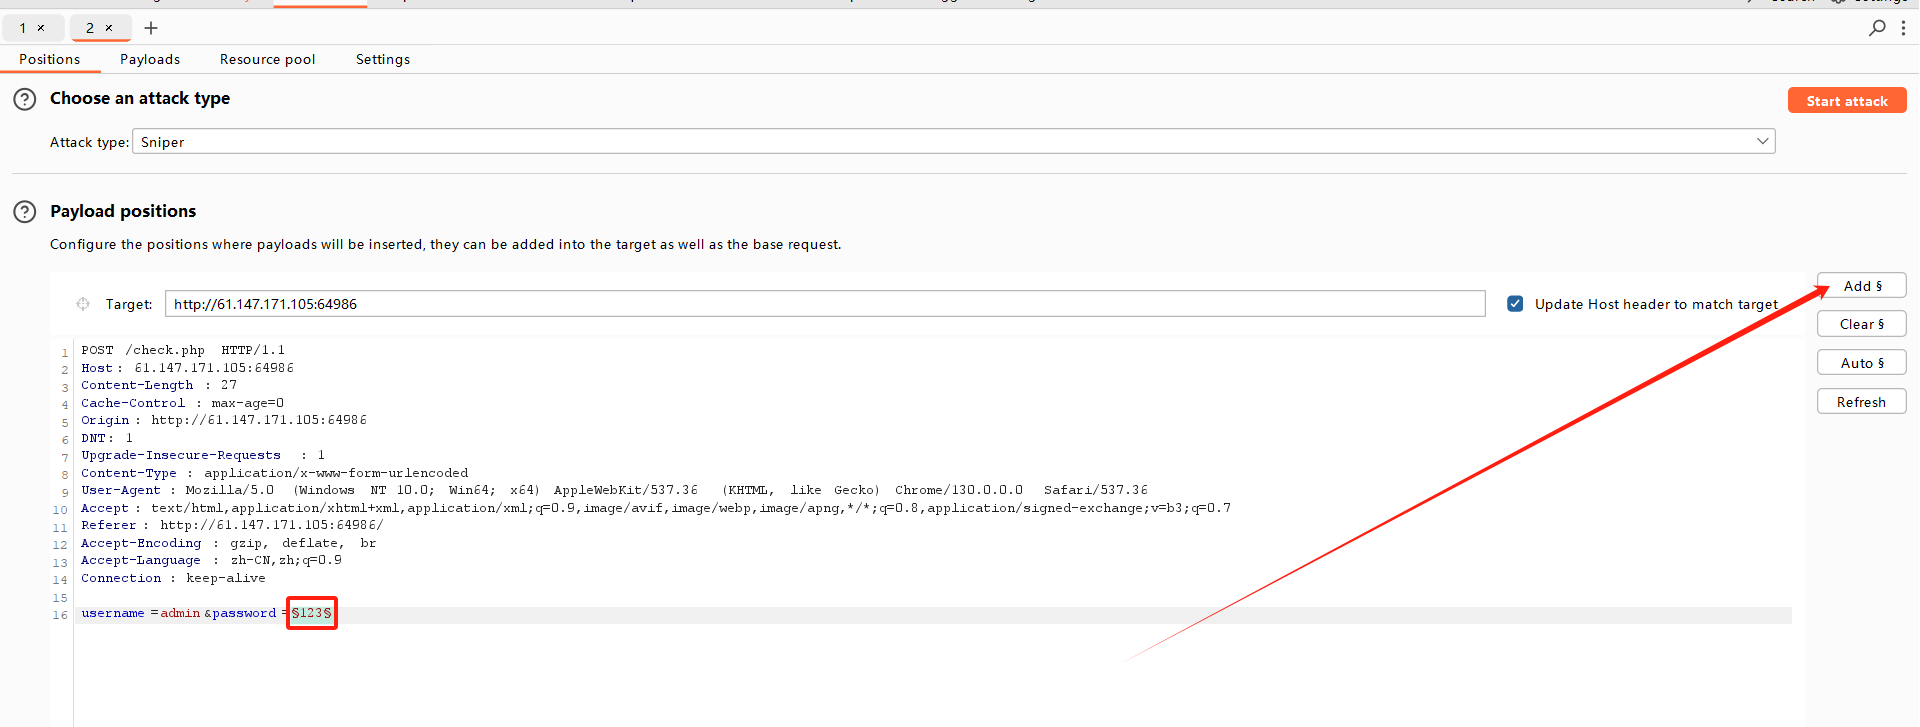 1 ×
2 ×
+
Positions
Payloads
Resource pool
Settings
? Choose an attack type
Start attack
Attack type: Sniper
? Payload positions
Configure the positions where payloads will be inserted, they can be added into the target as well as the base request.
Target: http://61.147.171.105:64986
Update Host header to match target
Add §
Clear §
Auto §
Refresh
1 POST /check.php HTTP/1.1
2 Host: 61.147.171.105:64986
3 Content-Length : 27
4 Cache-Control : max-age=0
5 Origin : http://61.147.171.105:64986
6 DNT: 1
7 Upgrade-Insecure-Requests : 1
8 Content-Type : application/x-www-form-urlencoded
9 User-Agent : Mozilla/5.0 (Windows NT 10.0; Win64; x64) AppleWebKit/537.36 (KHTML, like Gecko) Chrome/130.0.0.0 Safari/537.36
10 Accept : text/html,application/xhtml+xml,application/xml;q=0.9,image/avif,image/webp,image/apng,*/*;q=0.8,application/signed-exchange;v=b3;q=0.7
11 Referer : http://61.147.171.105:64986/
12 Accept-Encoding : gzip, deflate, br
13 Accept-Language : zh-CN,zh;q=0.9
14 Connection : keep-alive
15
16 username =admin &password =§123§